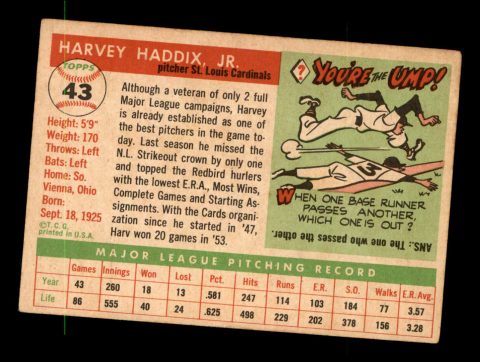 HARVEY HADDIX, JR.
pitcher St. Louis Cardinals
TOPPS
43
Height: 5'9"
Weight: 170
Throws: Left
Bats: Left
Home: So.
Vienna, Ohio
Born:
Sept. 18, 1925
©T.C.G.
printed in U.S.A.
Although a veteran of only 2 full
Major League campaigns, Harvey
is already established as one of
the best pitchers in the game to-
day. Last season he missed the
N.L. Strikeout crown by only one
and topped the Redbird hurlers
with the lowest E.R.A., Most Wins,
Complete Games and Starting As-
signments. With the Cards organi-
zation since he started in '47,
Harv won 20 games in '53.
? YOU'RE THE UMP!
WHEN ONE BASE RUNNER
PASSES ANOTHER,
WHICH ONE IS OUT?
ANS.: The one who passes the other.
MAJOR LEAGUE PITCHING RECORD
Games Innings Won Lost Pct. Hits Runs E.R. S.O. Walks E.R. Avg.
Year 43 260 18 13 .581 247 114 103 184 77 3.57
Life 86 555 40 24 .625 498 229 202 378 156 3.28